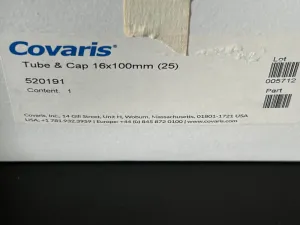 Covaris®
Tube & Cap 16x100mm (25)
520191
Content: 1
Lot
005712
Part
Covaris, Inc, 14 Gill Street, Unit H, Woburn, Massachusetts, 01801-1721 USA
USA: +1 781 932 3959 | Europe: +44 (0) 845 872 0100 | www.covaris.com